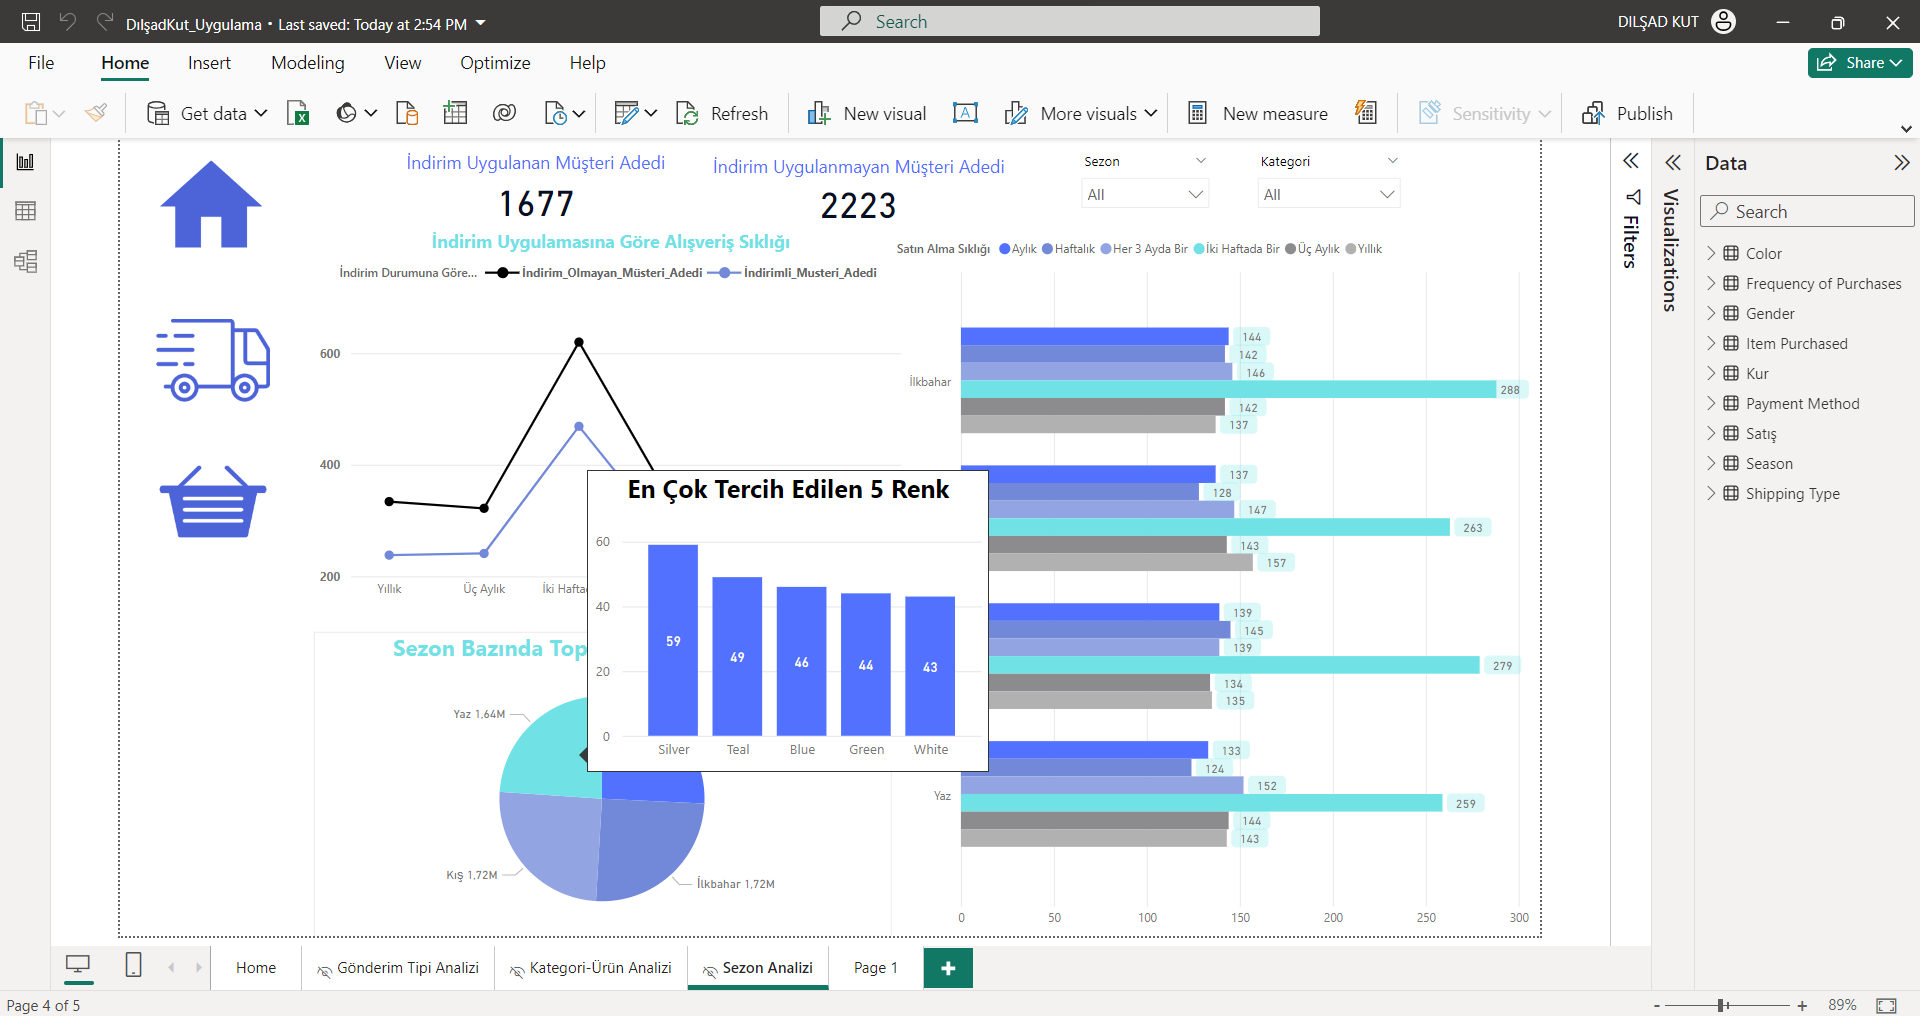 DılşadKut_Uygulama • Last saved: Today at 2:54 PM
Search
DILŞAD KUT
File Home Insert Modeling View Optimize Help
Share
Get data
Refresh
New visual
A
More visuals
New measure
Sensitivity
Publish
İndirim Uygulanan Müşteri Adedi
1677
İndirim Uygulanmayan Müşteri Adedi
2223
Sezon
All
Kategori
All
İndirim Uygulamasına Göre Alışveriş Sıklığı
İndirim Durumuna Göre... İndirim_Olmayan_Müsteri_Adedi İndirimli_Musteri_Adedi
600
400
200
Yıllık Üç Aylık İki Hafta
En Çok Tercih Edilen 5 Renk
60
40
20
0
59 49 46 44 43
Silver Teal Blue Green White
Sezon Bazında Top
Yaz 1,64M
Kış 1,72M
İlkbahar 1,72M
Satın Alma Sıklığı Aylık Haftalık Her 3 Ayda Bir İki Haftada Bir Üç Aylık Yıllık
İlkbahar
144
142
146
288
142
137
137
128
147
263
143
157
139
145
139
279
134
135
Yaz
133
124
152
259
144
143
0 50 100 150 200 250 300
Filters
Visualizations
Data
Search
Color
Frequency of Purchases
Gender
Item Purchased
Kur
Payment Method
Satış
Season
Shipping Type
Home Gönderim Tipi Analizi Kategori-Ürün Analizi Sezon Analizi Page 1 +
Page 4 of 5
- + 89%